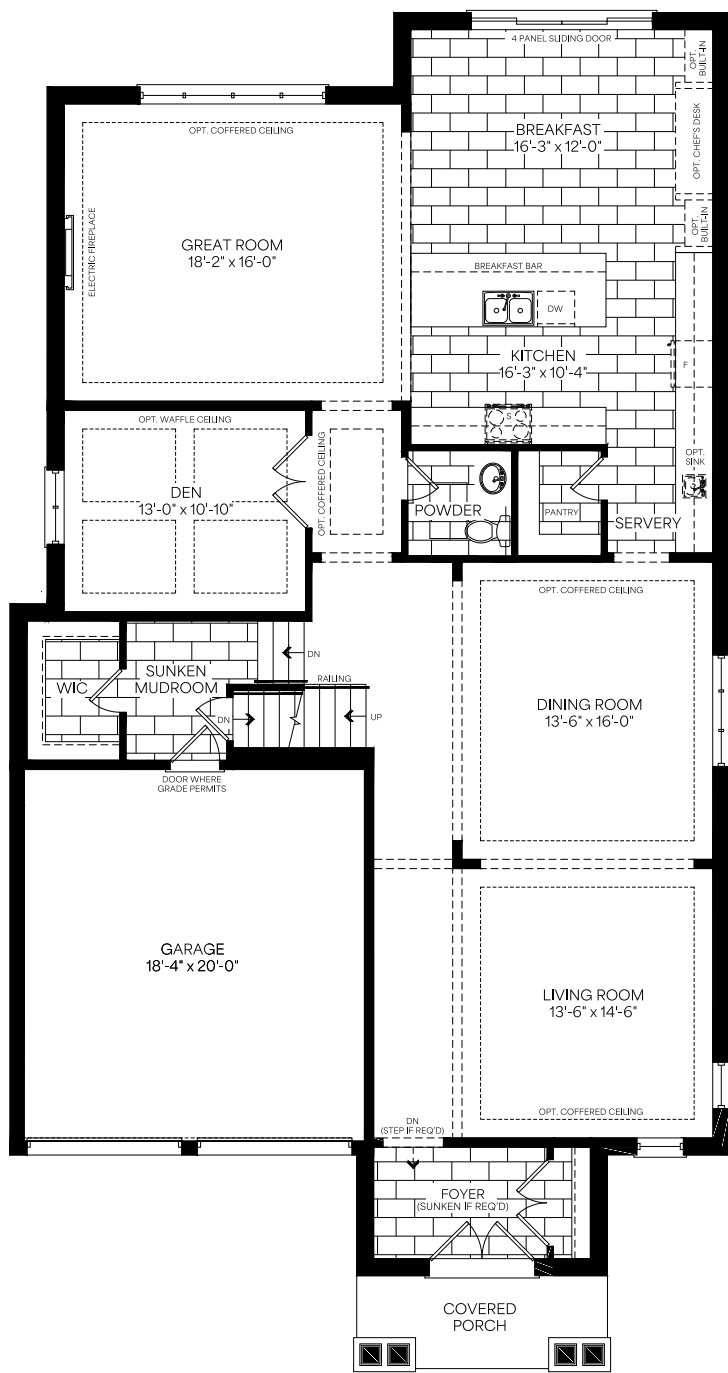 4 PANEL SLIDING DOOR
OPT.
BUILT-IN
OPT. COFFERED CEILING
BREAKFAST
16'-3" x 12'-0"
OPT. CHEF'S DESK
OPT.
BUILT-IN
ELECTRIC FIREPLACE
GREAT ROOM
18'-2" x 16'-0"
BREAKFAST BAR
DW
KITCHEN
16'-3" x 10'-4"
F
S
OPT. WAFFLE CEILING
OPT. COFFERED CEILING
OPT.
SINK
DEN
13'-0" x 10'-10"
POWDER
PANTRY
SERVERY
OPT. COFFERED CEILING
DN
SUNKEN
MUDROOM
WIC
RAILING
DN
UP
DINING ROOM
13'-6" x 16'-0"
DOOR WHERE
GRADE PERMITS
GARAGE
18'-4" x 20'-0"
LIVING ROOM
13'-6" x 14'-6"
OPT. COFFERED CEILING
DN
(STEP IF REQ'D)
FOYER
(SUNKEN IF REQ'D)
COVERED
PORCH